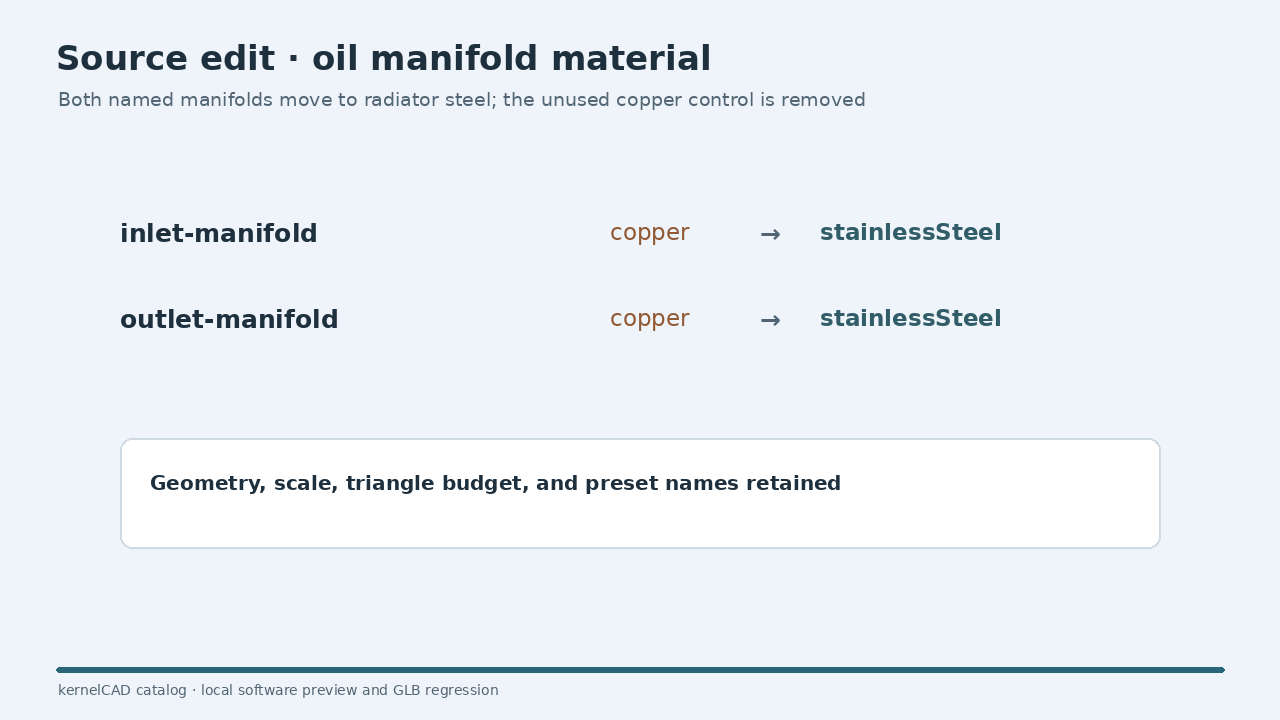 Source edit · oil manifold material
Both named manifolds move to radiator steel; the unused copper control is removed
inlet-manifold copper → stainlessSteel
outlet-manifold copper → stainlessSteel
Geometry, scale, triangle budget, and preset names retained
kernelCAD catalog · local software preview and GLB regression